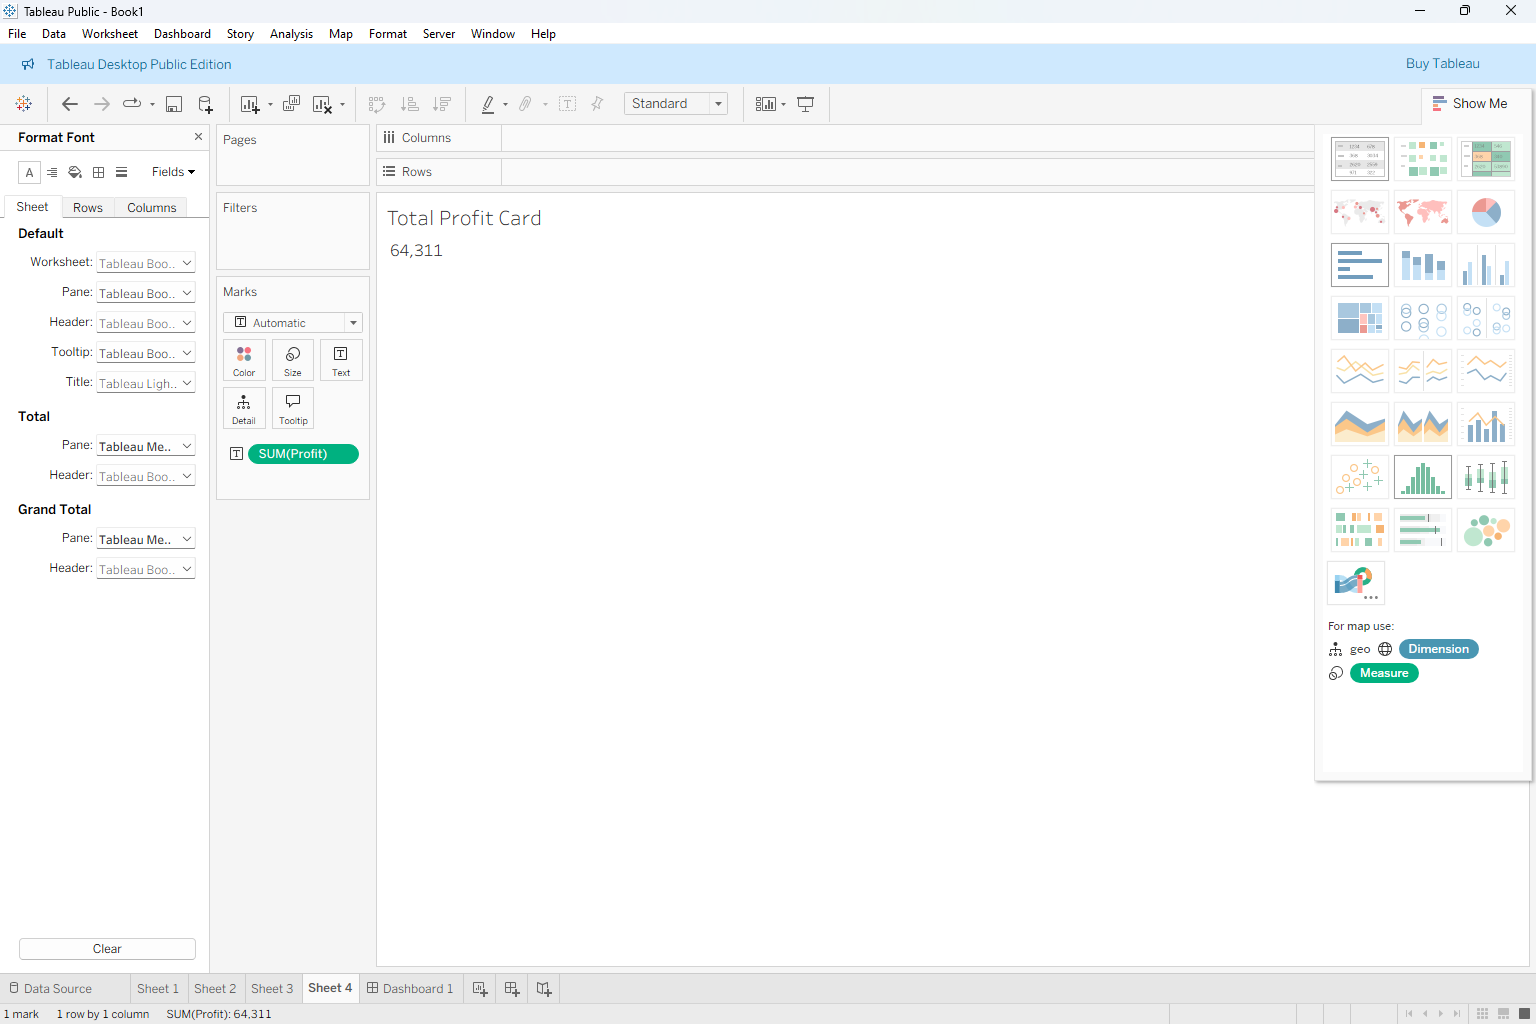 Tableau Public - Book1
File Data Worksheet Dashboard Story Analysis Map Format Server Window Help
Tableau Desktop Public Edition
Buy Tableau
Standard
Show Me
Format Font
Fields
Sheet Rows Columns
Default
Worksheet: Tableau Boo..
Pane: Tableau Boo..
Header: Tableau Boo..
Tooltip: Tableau Boo..
Title: Tableau Ligh..
Total
Pane: Tableau Me..
Header: Tableau Boo..
Grand Total
Pane: Tableau Me..
Header: Tableau Boo..
Clear
Pages
Filters
Marks
Automatic
Color Size Text
Detail Tooltip
SUM(Profit)
Columns
Rows
Total Profit Card
64,311
For map use:
geo Dimension
Measure
Data Source Sheet 1 Sheet 2 Sheet 3 Sheet 4 Dashboard 1
1 mark 1 row by 1 column SUM(Profit): 64,311